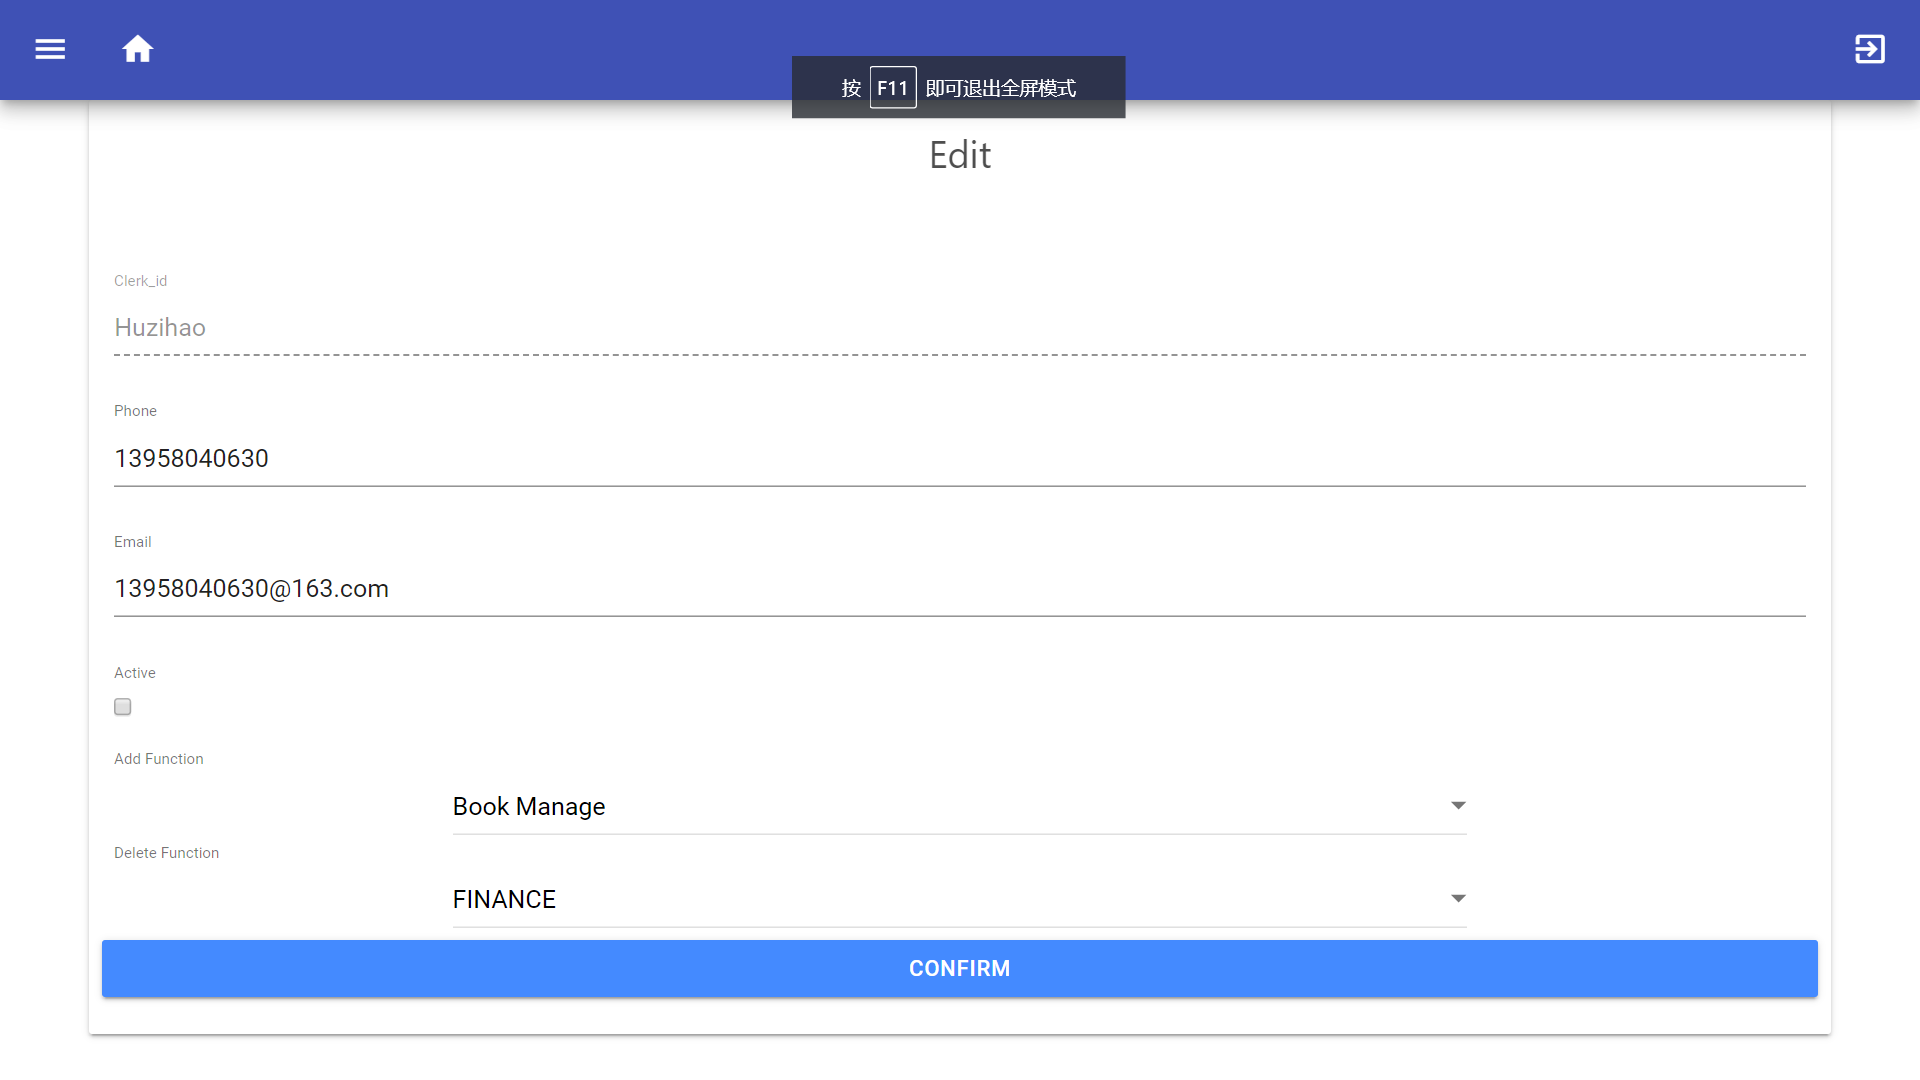 按 F11 即可退出全屏模式
Edit
Clerk_id
Huzihao
Phone
13958040630
Email
13958040630@163.com
Active
Add Function
Book Manage
Delete Function
FINANCE
CONFIRM